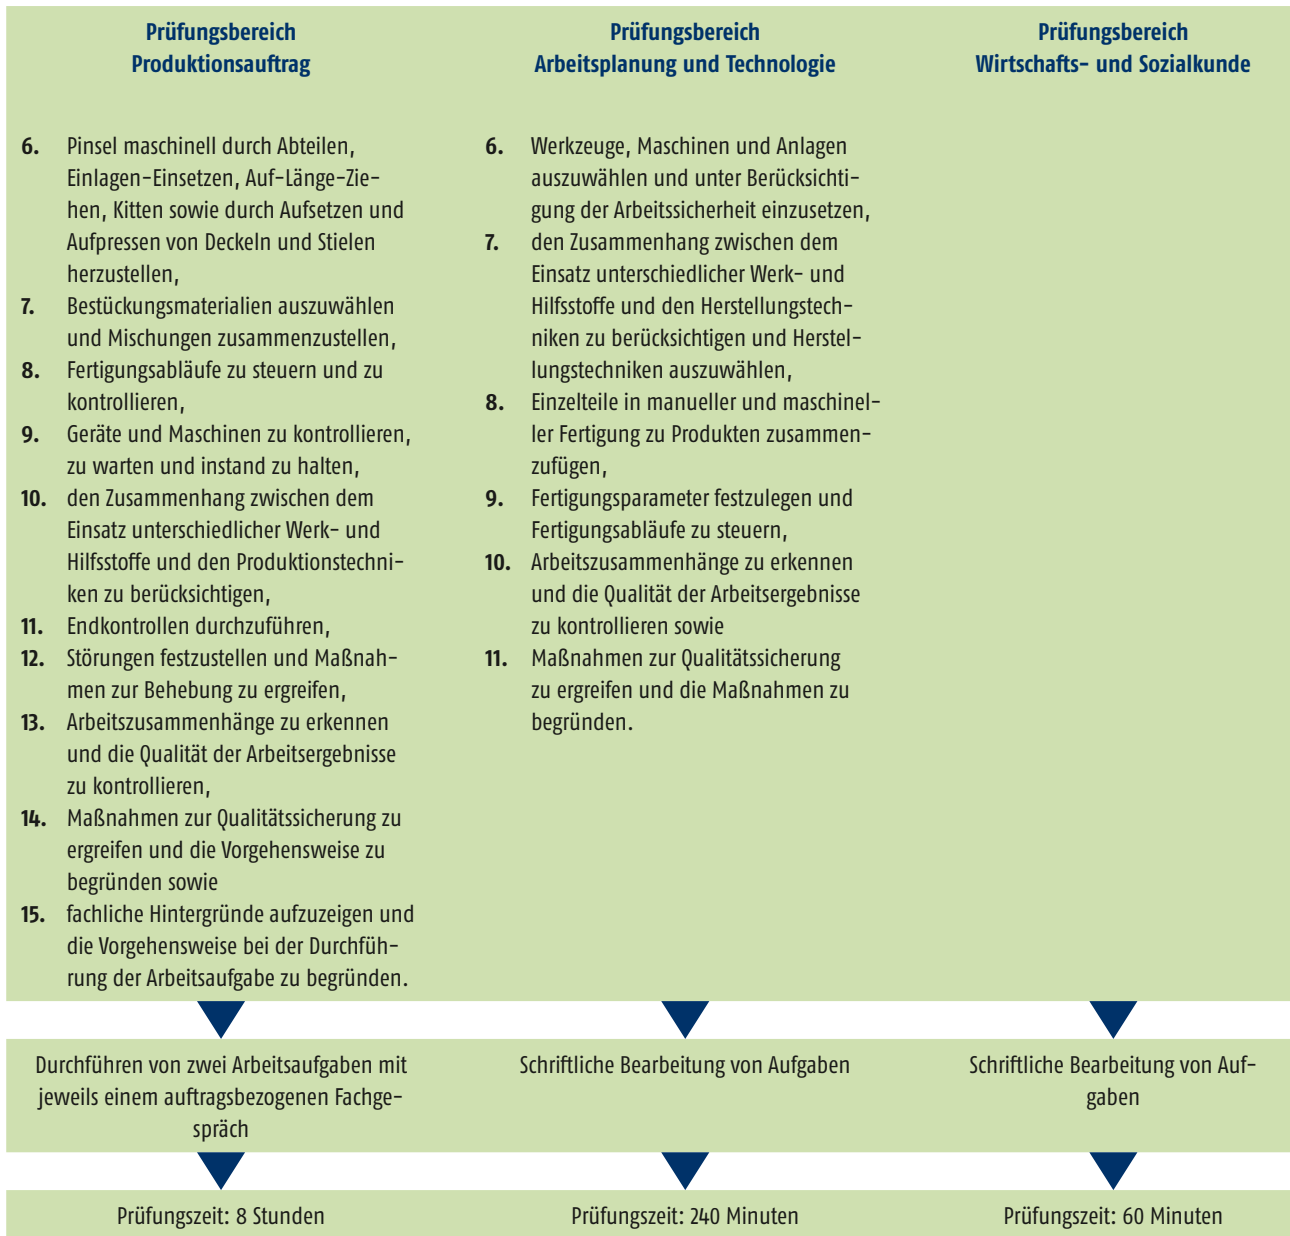 Prüfungsbereich
Produktionsauftrag
6. Pinsel maschinell durch Abteilen,
Einlagen-Einsetzen, Auf-Länge-Zie-
hen, Kitten sowie durch Aufsetzen und
Aufpressen von Deckeln und Stielen
herzustellen,
7. Bestückungsmaterialien auszuwählen
und Mischungen zusammenzustellen,
8. Fertigungsabläufe zu steuern und zu
kontrollieren,
9. Geräte und Maschinen zu kontrollieren,
zu warten und instand zu halten,
10. den Zusammenhang zwischen dem
Einsatz unterschiedlicher Werk- und
Hilfsstoffe und den Produktionstechni-
ken zu berücksichtigen,
11. Endkontrollen durchzuführen,
12. Störungen festzustellen und Maßnah-
men zur Behebung zu ergreifen,
13. Arbeitszusammenhänge zu erkennen
und die Qualität der Arbeitsergebnisse
zu kontrollieren,
14. Maßnahmen zur Qualitätssicherung zu
ergreifen und die Vorgehensweise zu
begründen sowie
15. fachliche Hintergründe aufzuzeigen und
die Vorgehensweise bei der Durchfüh-
rung der Arbeitsaufgabe zu begründen.
Durchführen von zwei Arbeitsaufgaben mit
jeweils einem auftragsbezogenen Fachge-
spräch
Prüfungszeit: 8 Stunden
Prüfungsbereich
Arbeitsplanung und Technologie
6. Werkzeuge, Maschinen und Anlagen
auszuwählen und unter Berücksichti-
gung der Arbeitssicherheit einzusetzen,
7. den Zusammenhang zwischen dem
Einsatz unterschiedlicher Werk- und
Hilfsstoffe und den Herstellungstech-
niken zu berücksichtigen und Herstel-
lungstechniken auszuwählen,
8. Einzelteile in manueller und maschinel-
ler Fertigung zu Produkten zusammen-
zufügen,
9. Fertigungsparameter festzulegen und
Fertigungsabläufe zu steuern,
10. Arbeitszusammenhänge zu erkennen
und die Qualität der Arbeitsergebnisse
zu kontrollieren sowie
11. Maßnahmen zur Qualitätssicherung
zu ergreifen und die Maßnahmen zu
begründen.
Schriftliche Bearbeitung von Aufgaben
Prüfungszeit: 240 Minuten
Prüfungsbereich
Wirtschafts- und Sozialkunde
Schriftliche Bearbeitung von Auf-
gaben
Prüfungszeit: 60 Minuten